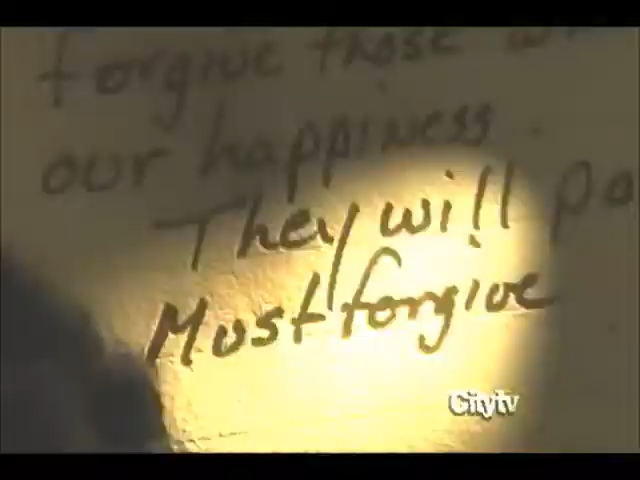 forgive those
our happiness.
They will
Must forgive
Citytv